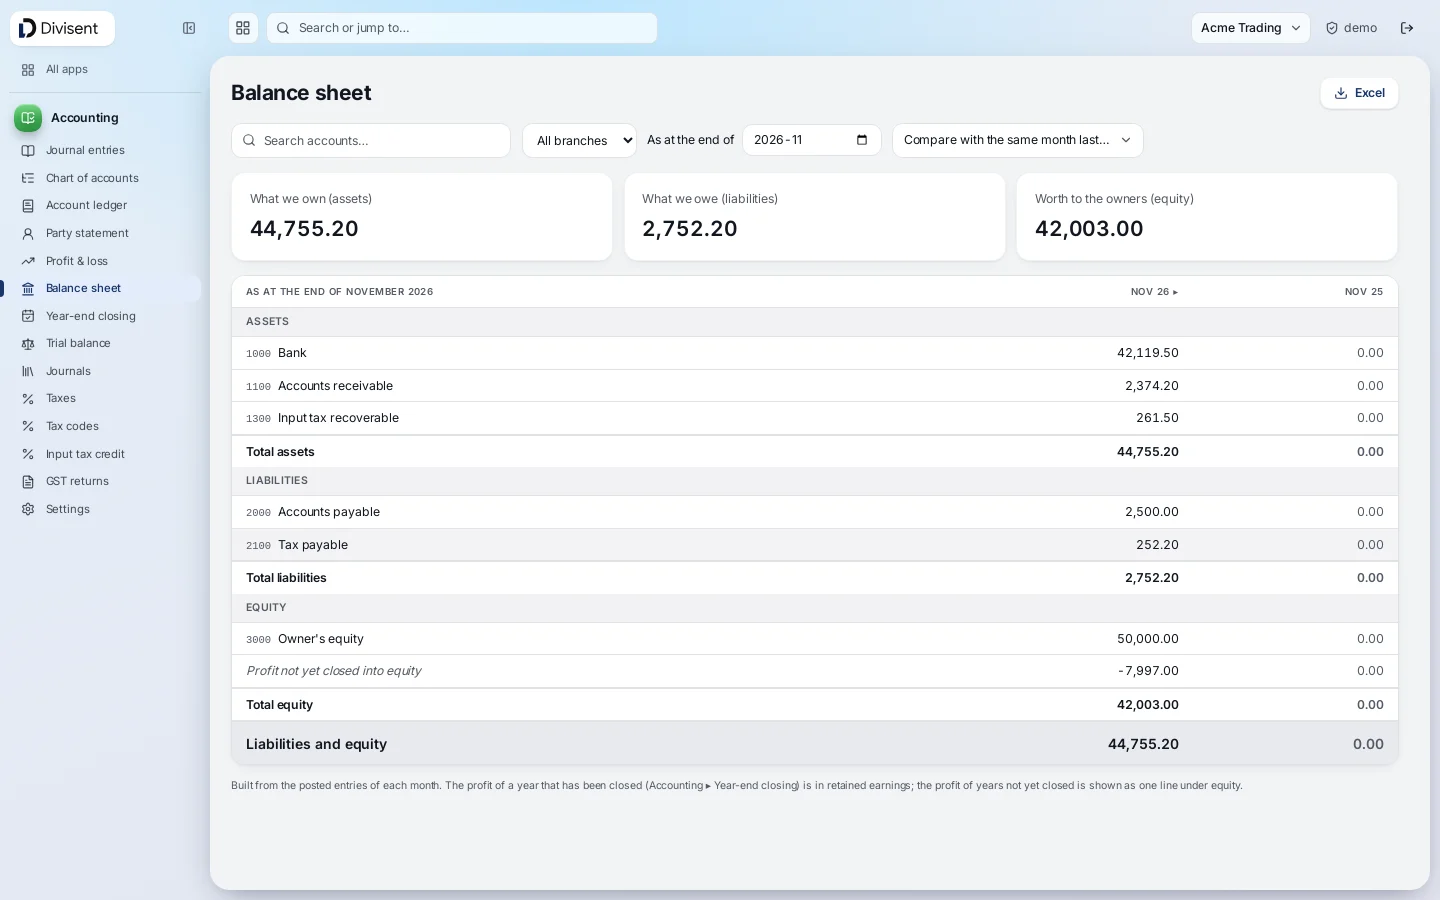 Divisent
Search or jump to...
Acme Trading
demo
All apps
Accounting
Journal entries
Chart of accounts
Account ledger
Party statement
Profit & loss
Balance sheet
Year-end closing
Trial balance
Journals
Taxes
Tax codes
Input tax credit
GST returns
Settings
Balance sheet
Excel
Search accounts...
All branches
As at the end of
2026-11
Compare with the same month last...
What we own (assets)
44,755.20
What we owe (liabilities)
2,752.20
Worth to the owners (equity)
42,003.00
AS AT THE END OF NOVEMBER 2026 NOV 26 ▸ NOV 25
ASSETS
1000 Bank 42,119.50 0.00
1100 Accounts receivable 2,374.20 0.00
1300 Input tax recoverable 261.50 0.00
Total assets 44,755.20 0.00
LIABILITIES
2000 Accounts payable 2,500.00 0.00
2100 Tax payable 252.20 0.00
Total liabilities 2,752.20 0.00
EQUITY
3000 Owner's equity 50,000.00 0.00
Profit not yet closed into equity -7,997.00 0.00
Total equity 42,003.00 0.00
Liabilities and equity 44,755.20 0.00
Built from the posted entries of each month. The profit of a year that has been closed (Accounting ▸ Year-end closing) is in retained earnings; the profit of years not yet closed is shown as one line under equity.